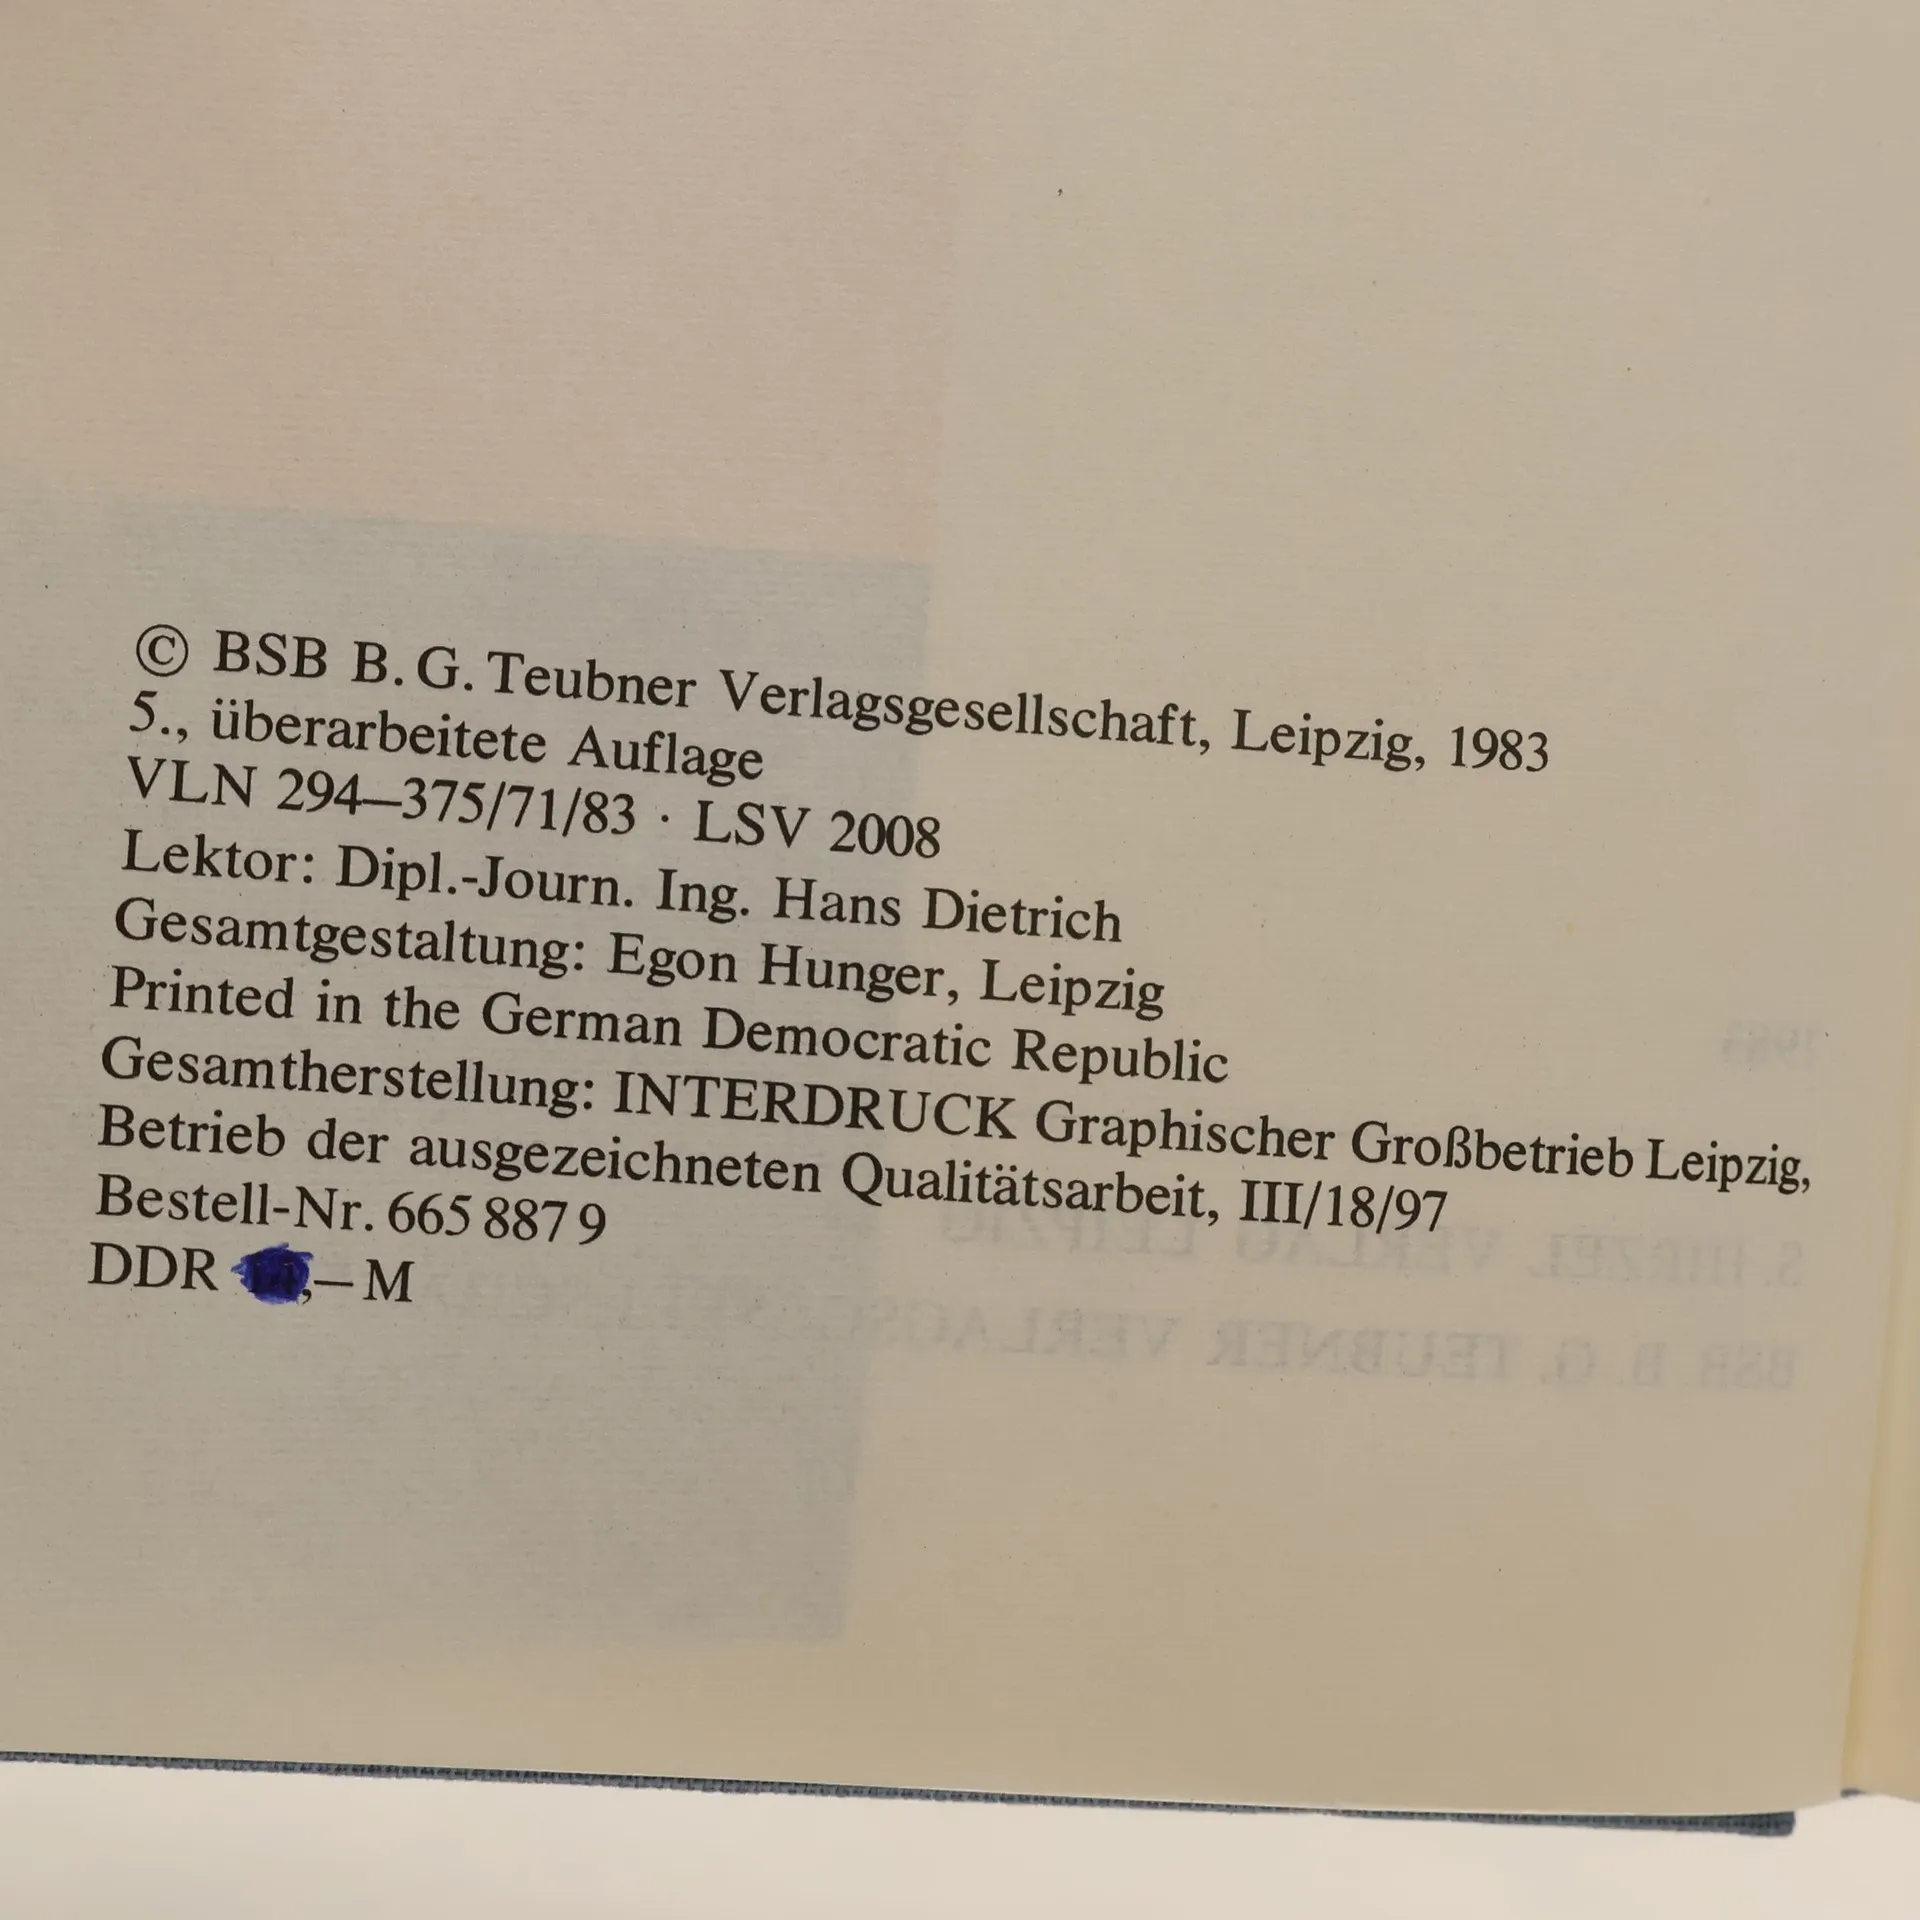 © BSB B. G. Teubner Verlagsgesellschaft, Leipzig, 1983
5., überarbeitete Auflage
VLN 294–375/71/83 · LSV 2008
Lektor: Dipl.-Journ. Ing. Hans Dietrich
Gesamtgestaltung: Egon Hunger, Leipzig
Printed in the German Democratic Republic
Gesamtherstellung: INTERDRUCK Graphischer Großbetrieb Leipzig,
Betrieb der ausgezeichneten Qualitätsarbeit, III/18/97
Bestell-Nr. 665 887 9
DDR ,– M